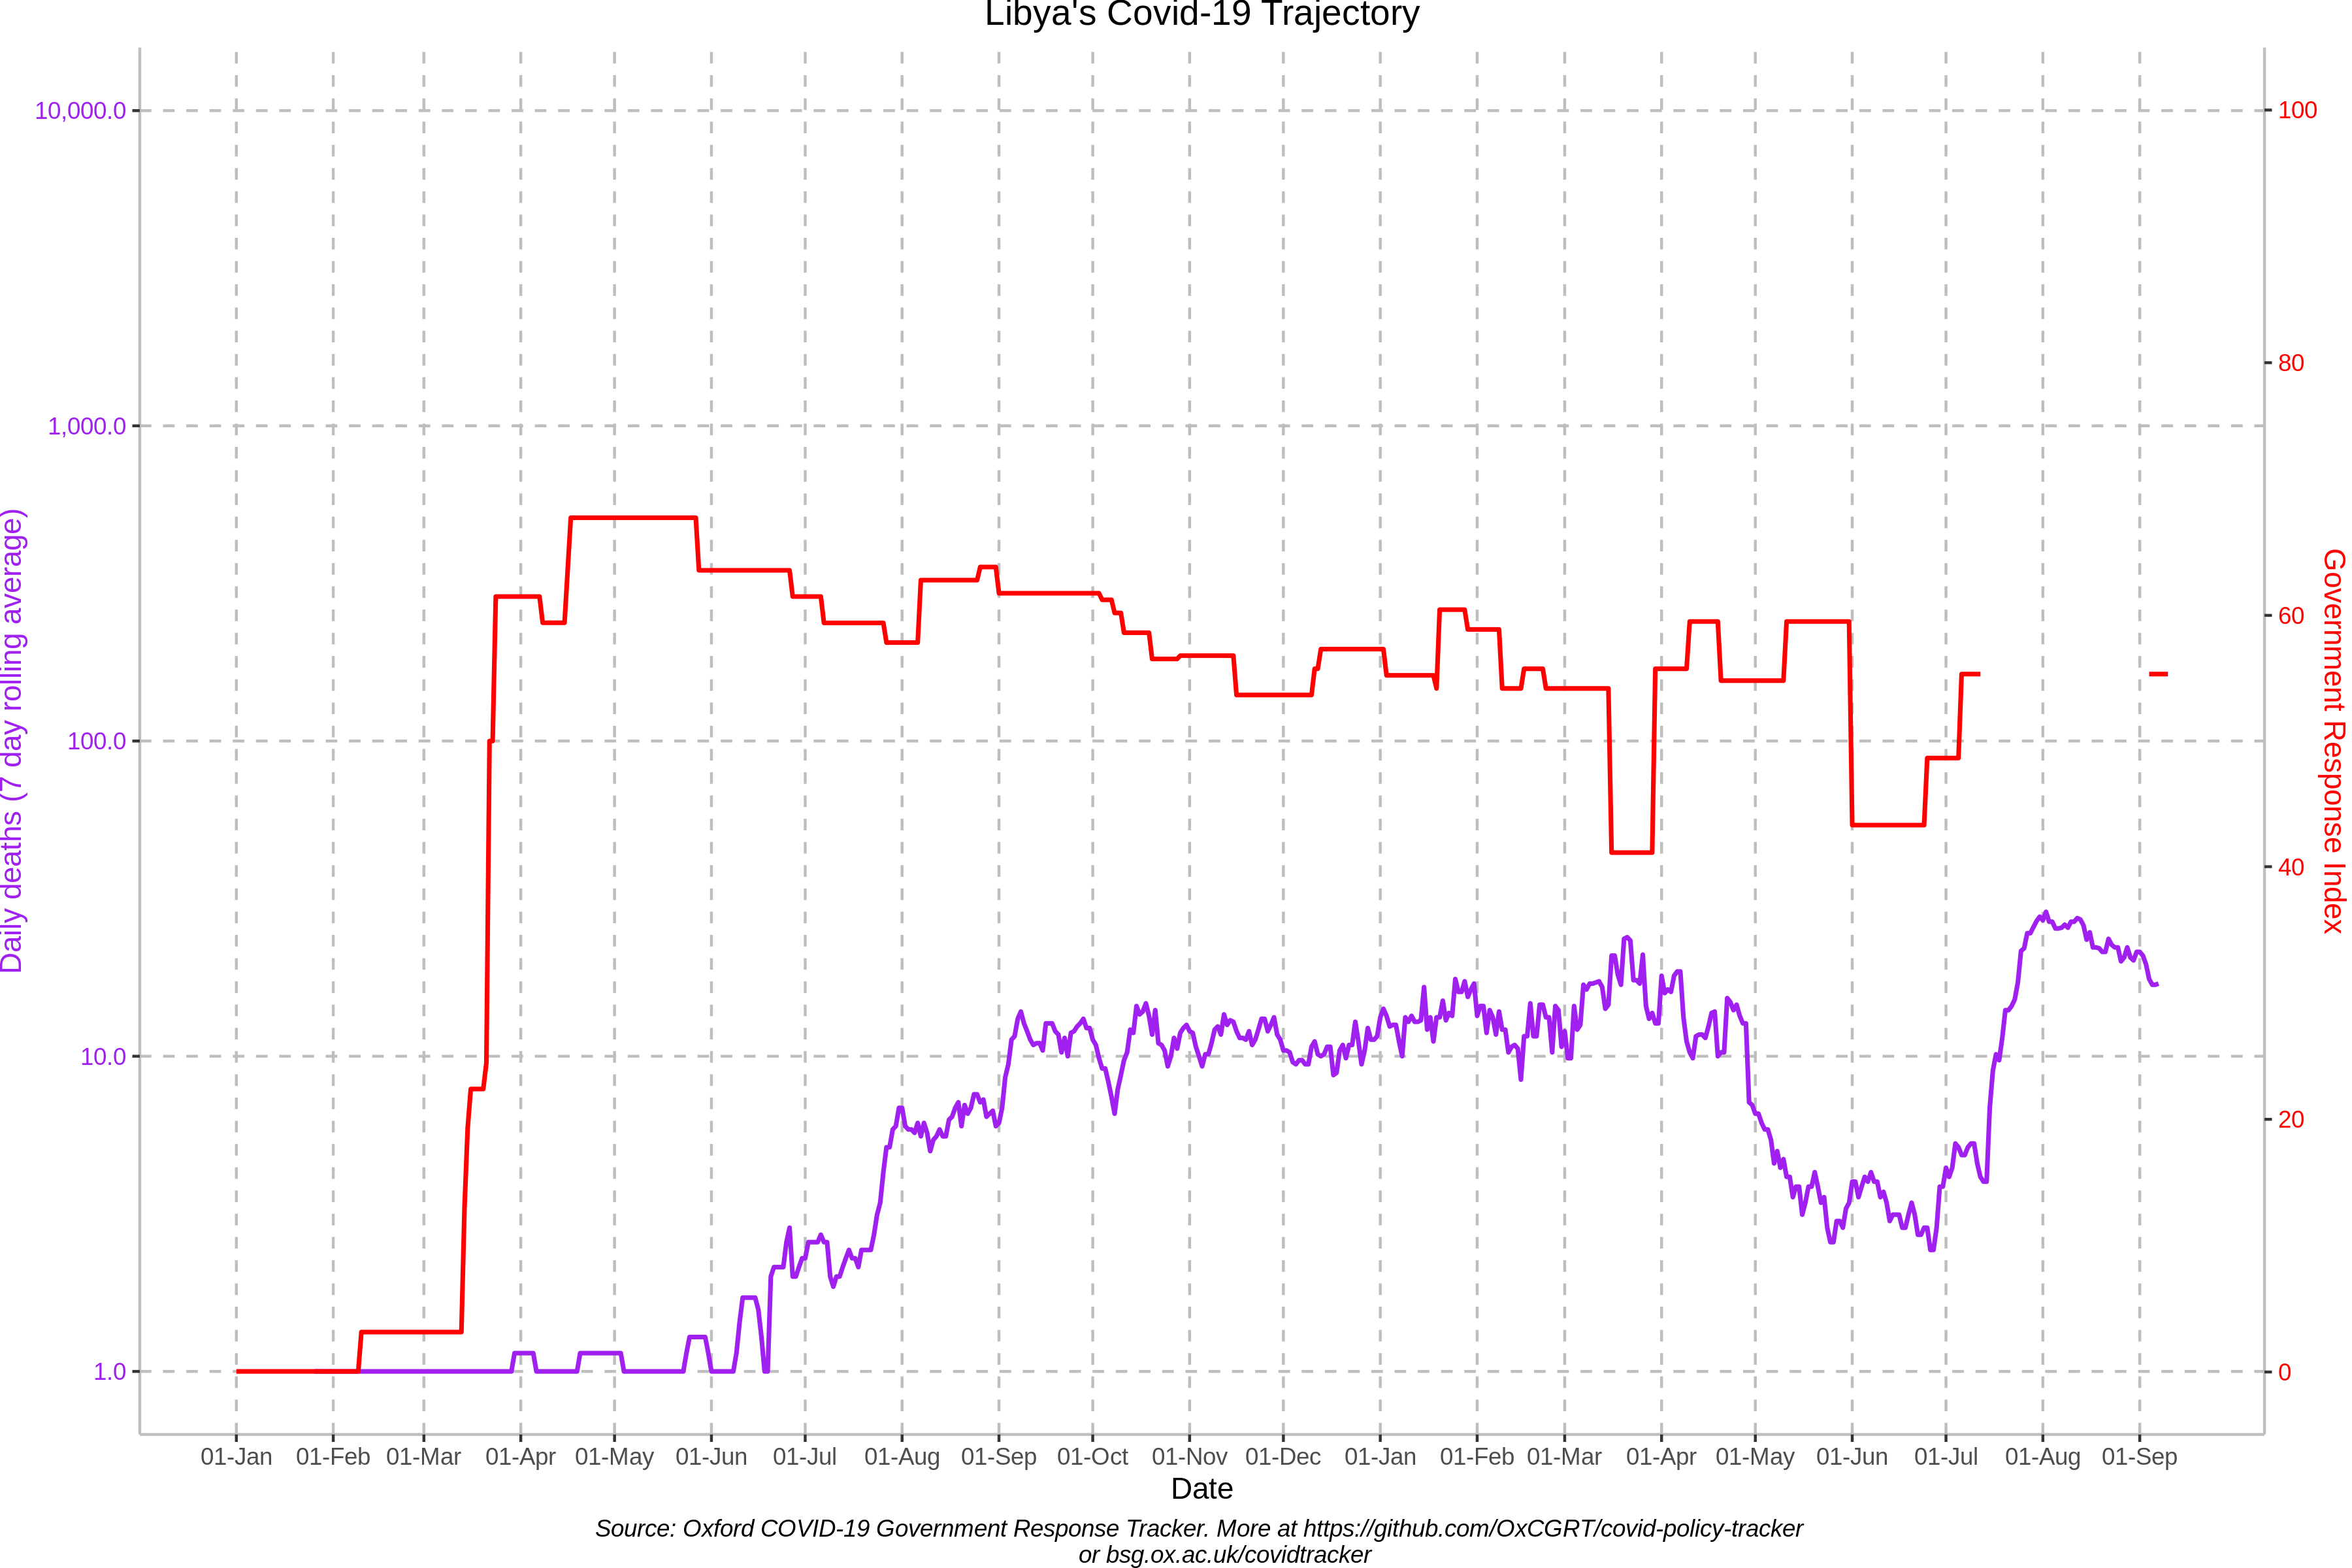 Libya's Covid-19 Trajectory
10,000.0
1,000.0
100.0
10.0
1.0
Daily deaths (7 day rolling average)
100
80
60
40
20
0
Government Response Index
01-Jan 01-Feb 01-Mar 01-Apr 01-May 01-Jun 01-Jul 01-Aug 01-Sep 01-Oct 01-Nov 01-Dec 01-Jan 01-Feb 01-Mar 01-Apr 01-May 01-Jun 01-Jul 01-Aug 01-Sep
Date
Source: Oxford COVID-19 Government Response Tracker. More at https://github.com/OxCGRT/covid-policy-tracker
or bsg.ox.ac.uk/covidtracker